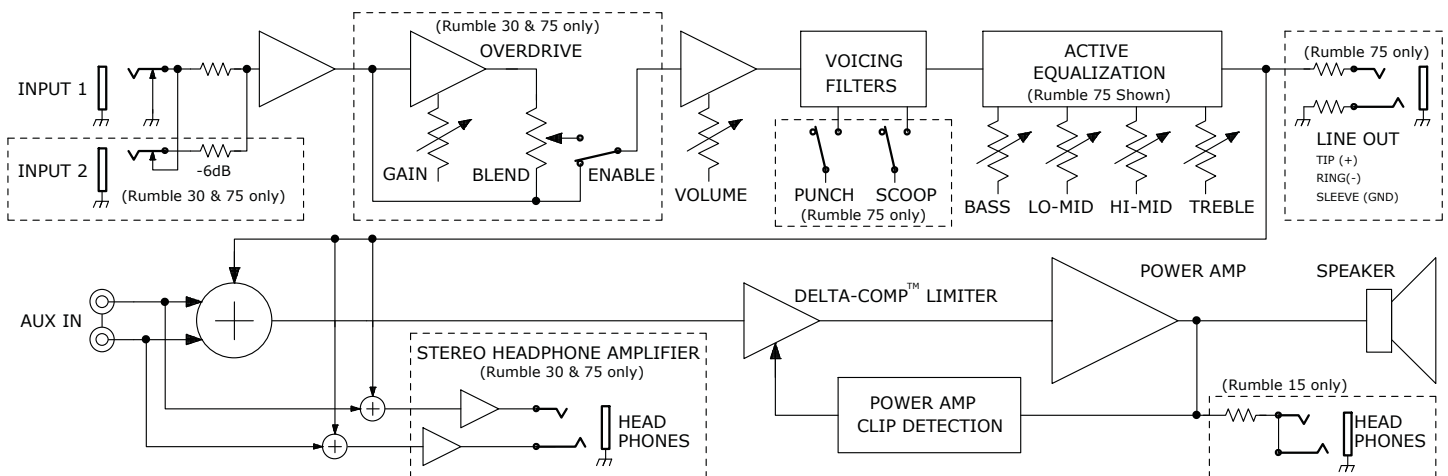 INPUT 1
INPUT 2
-6dB
(Rumble 30 & 75 only)
(Rumble 30 & 75 only)
OVERDRIVE
GAIN
BLEND
ENABLE
VOLUME
VOICING
FILTERS
PUNCH
SCOOP
(Rumble 75 only)
ACTIVE
EQUALIZATION
(Rumble 75 Shown)
BASS
LO-MID
HI-MID
TREBLE
(Rumble 75 only)
LINE OUT
TIP (+)
RING(-)
SLEEVE (GND)
AUX IN
STEREO HEADPHONE AMPLIFIER
(Rumble 30 & 75 only)
HEAD
PHONES
DELTA-COMP™ LIMITER
POWER AMP
CLIP DETECTION
POWER AMP
SPEAKER
(Rumble 15 only)
HEAD
PHONES